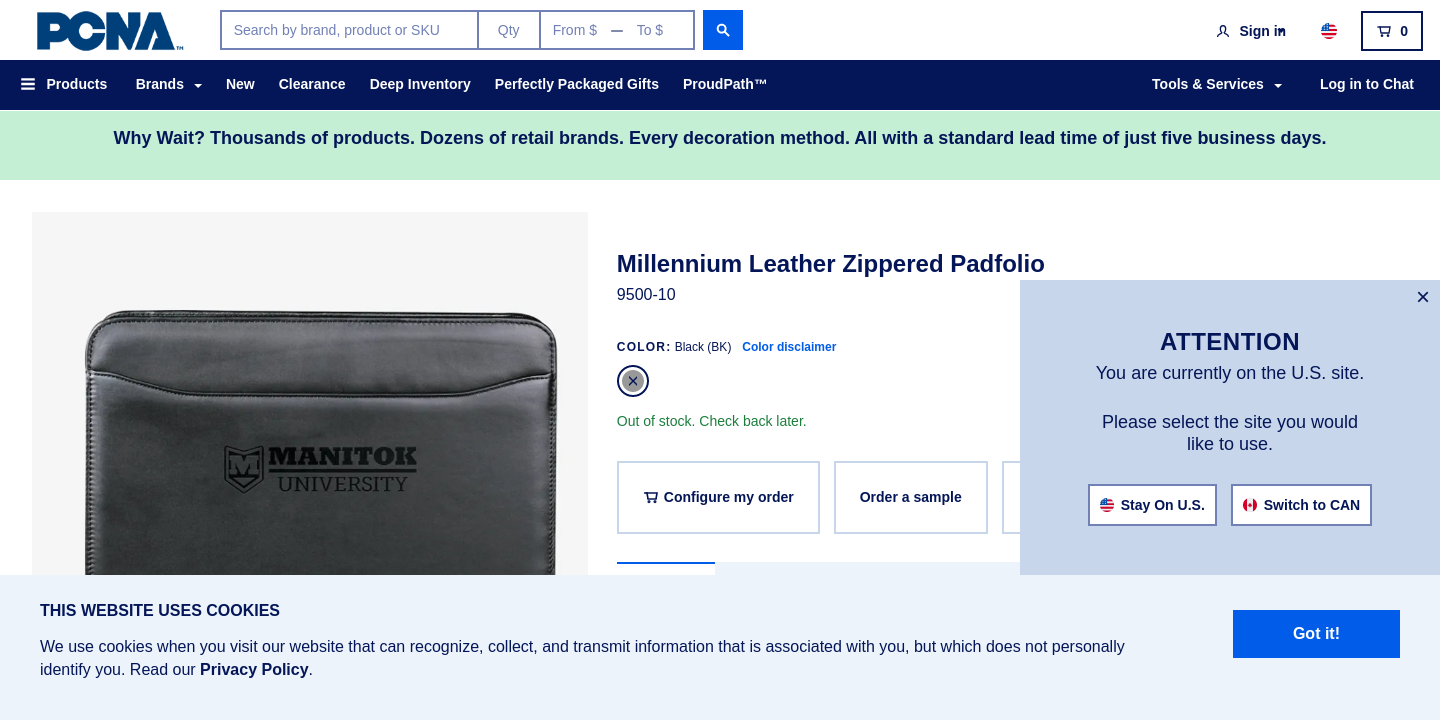 PCNA™
Search by brand, product or SKU
Qty
From $ — To $
Sign in
0
Products
Brands
New
Clearance
Deep Inventory
Perfectly Packaged Gifts
ProudPath™
Tools & Services
Log in to Chat
Why Wait? Thousands of products. Dozens of retail brands. Every decoration method. All with a standard lead time of just five business days.
MANITOK
UNIVERSITY
Millennium Leather Zippered Padfolio
9500-10
COLOR: Black (BK) Color disclaimer
Out of stock. Check back later.
Configure my order
Order a sample
ATTENTION
You are currently on the U.S. site.
Please select the site you would
like to use.
Stay On U.S.
Switch to CAN
THIS WEBSITE USES COOKIES
We use cookies when you visit our website that can recognize, collect, and transmit information that is associated with you, but which does not personally
identify you. Read our Privacy Policy.
Got it!